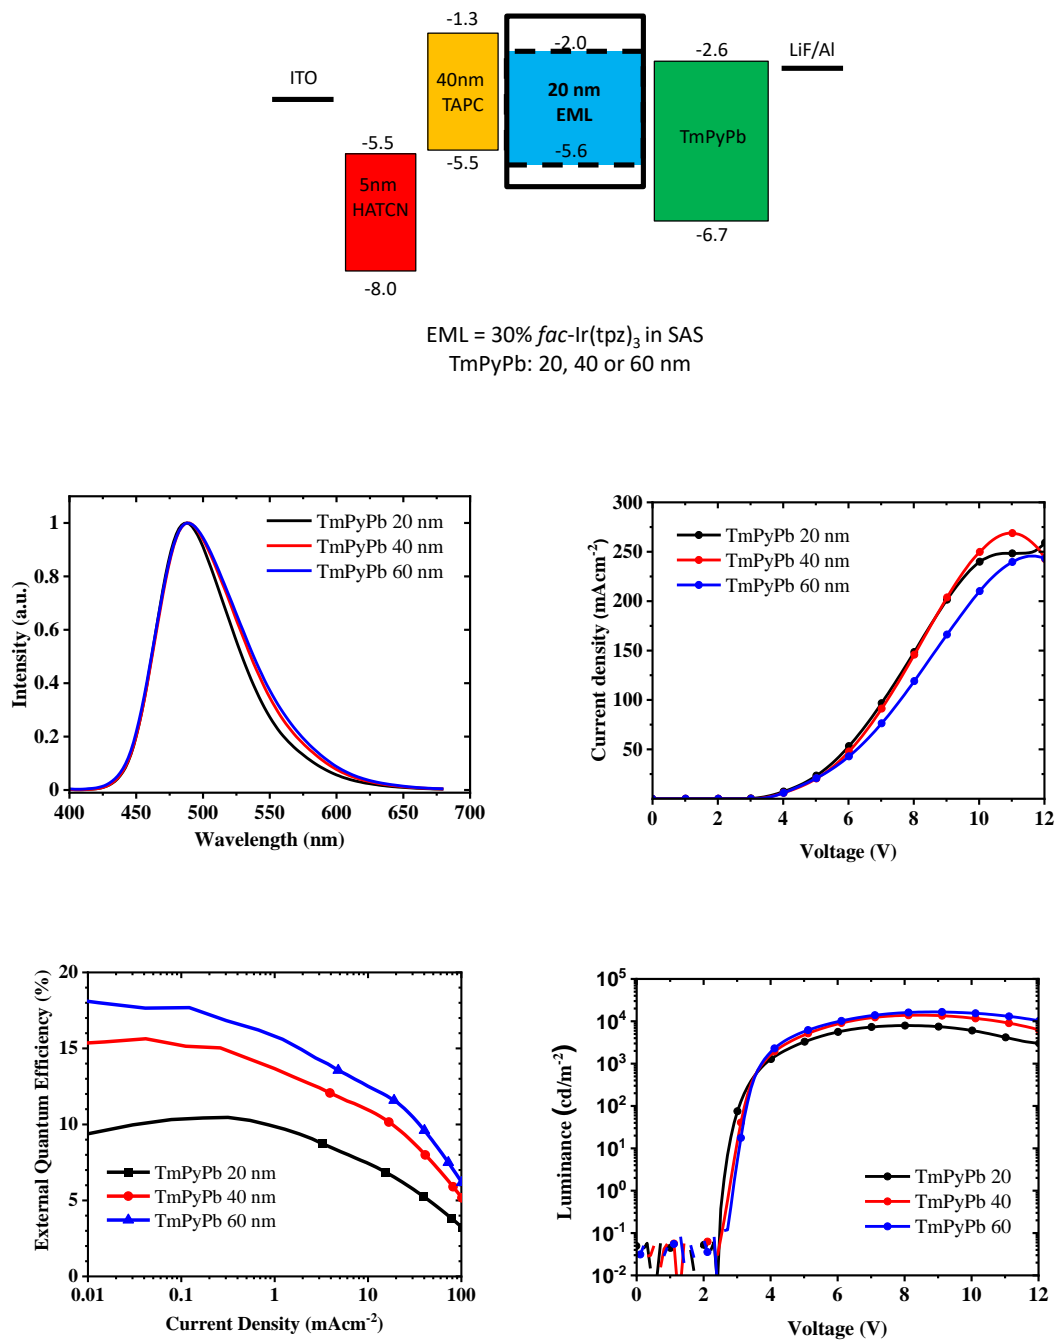 -1.3
-2.0
-2.6
LiF/Al
ITO
40nm
TAPC
20 nm
EML
TmPyPb
-5.5
-5.5
-5.6
5nm
HATCN
-6.7
-8.0
EML = 30% fac-Ir(tpz)3 in SAS
TmPyPb: 20, 40 or 60 nm
1
0.8
0.6
0.4
0.2
0
400 450 500 550 600 650 700
Intensity (a.u.)
Wavelength (nm)
TmPyPb 20 nm
TmPyPb 40 nm
TmPyPb 60 nm
300
250
200
150
100
50
0 2 4 6 8 10 12
Current density (mAcm-2)
Voltage (V)
TmPyPb 20 nm
TmPyPb 40 nm
TmPyPb 60 nm
20
15
10
5
0
0.01 0.1 1 10 100
External Quantum Efficiency (%)
Current Density (mAcm-2)
TmPyPb 20 nm
TmPyPb 40 nm
TmPyPb 60 nm
10^5
10^4
10^3
10^2
10^1
10^0
10^-1
10^-2
0 2 4 6 8 10 12
Luminance (cd/m-2)
Voltage (V)
TmPyPb 20
TmPyPb 40
TmPyPb 60